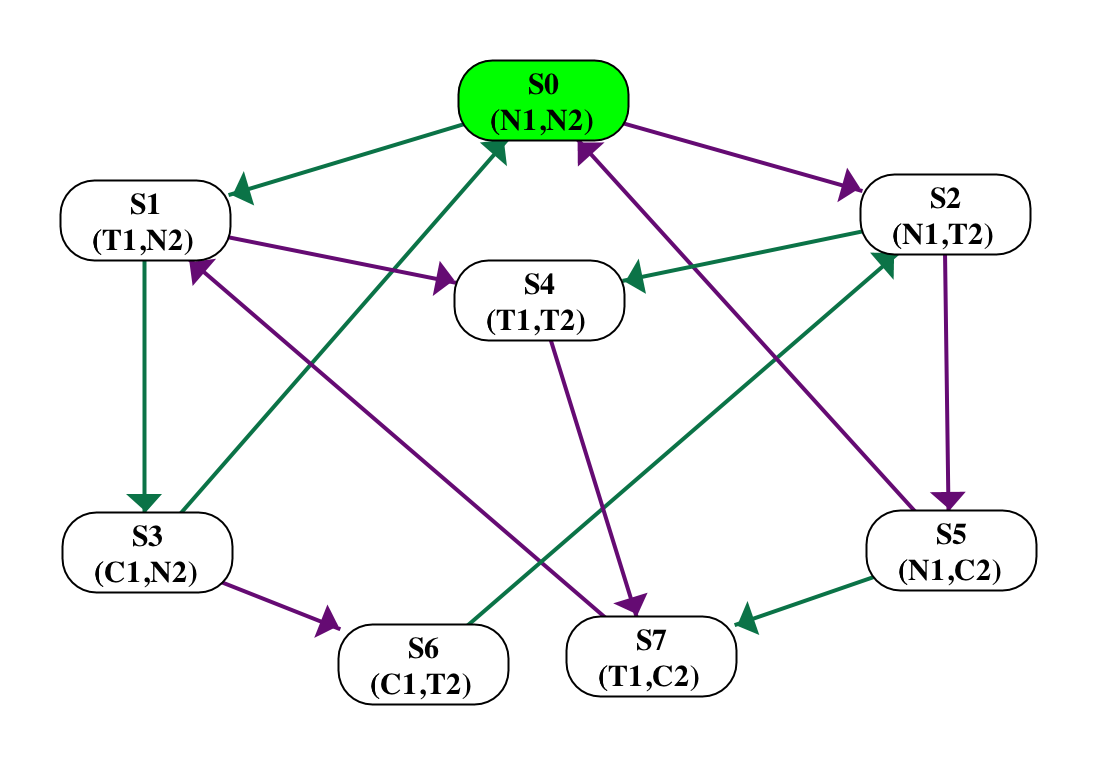 S0
(N1,N2)
S1
(T1,N2)
S2
(N1,T2)
S4
(T1,T2)
S3
(C1,N2)
S5
(N1,C2)
S6
(C1,T2)
S7
(T1,C2)